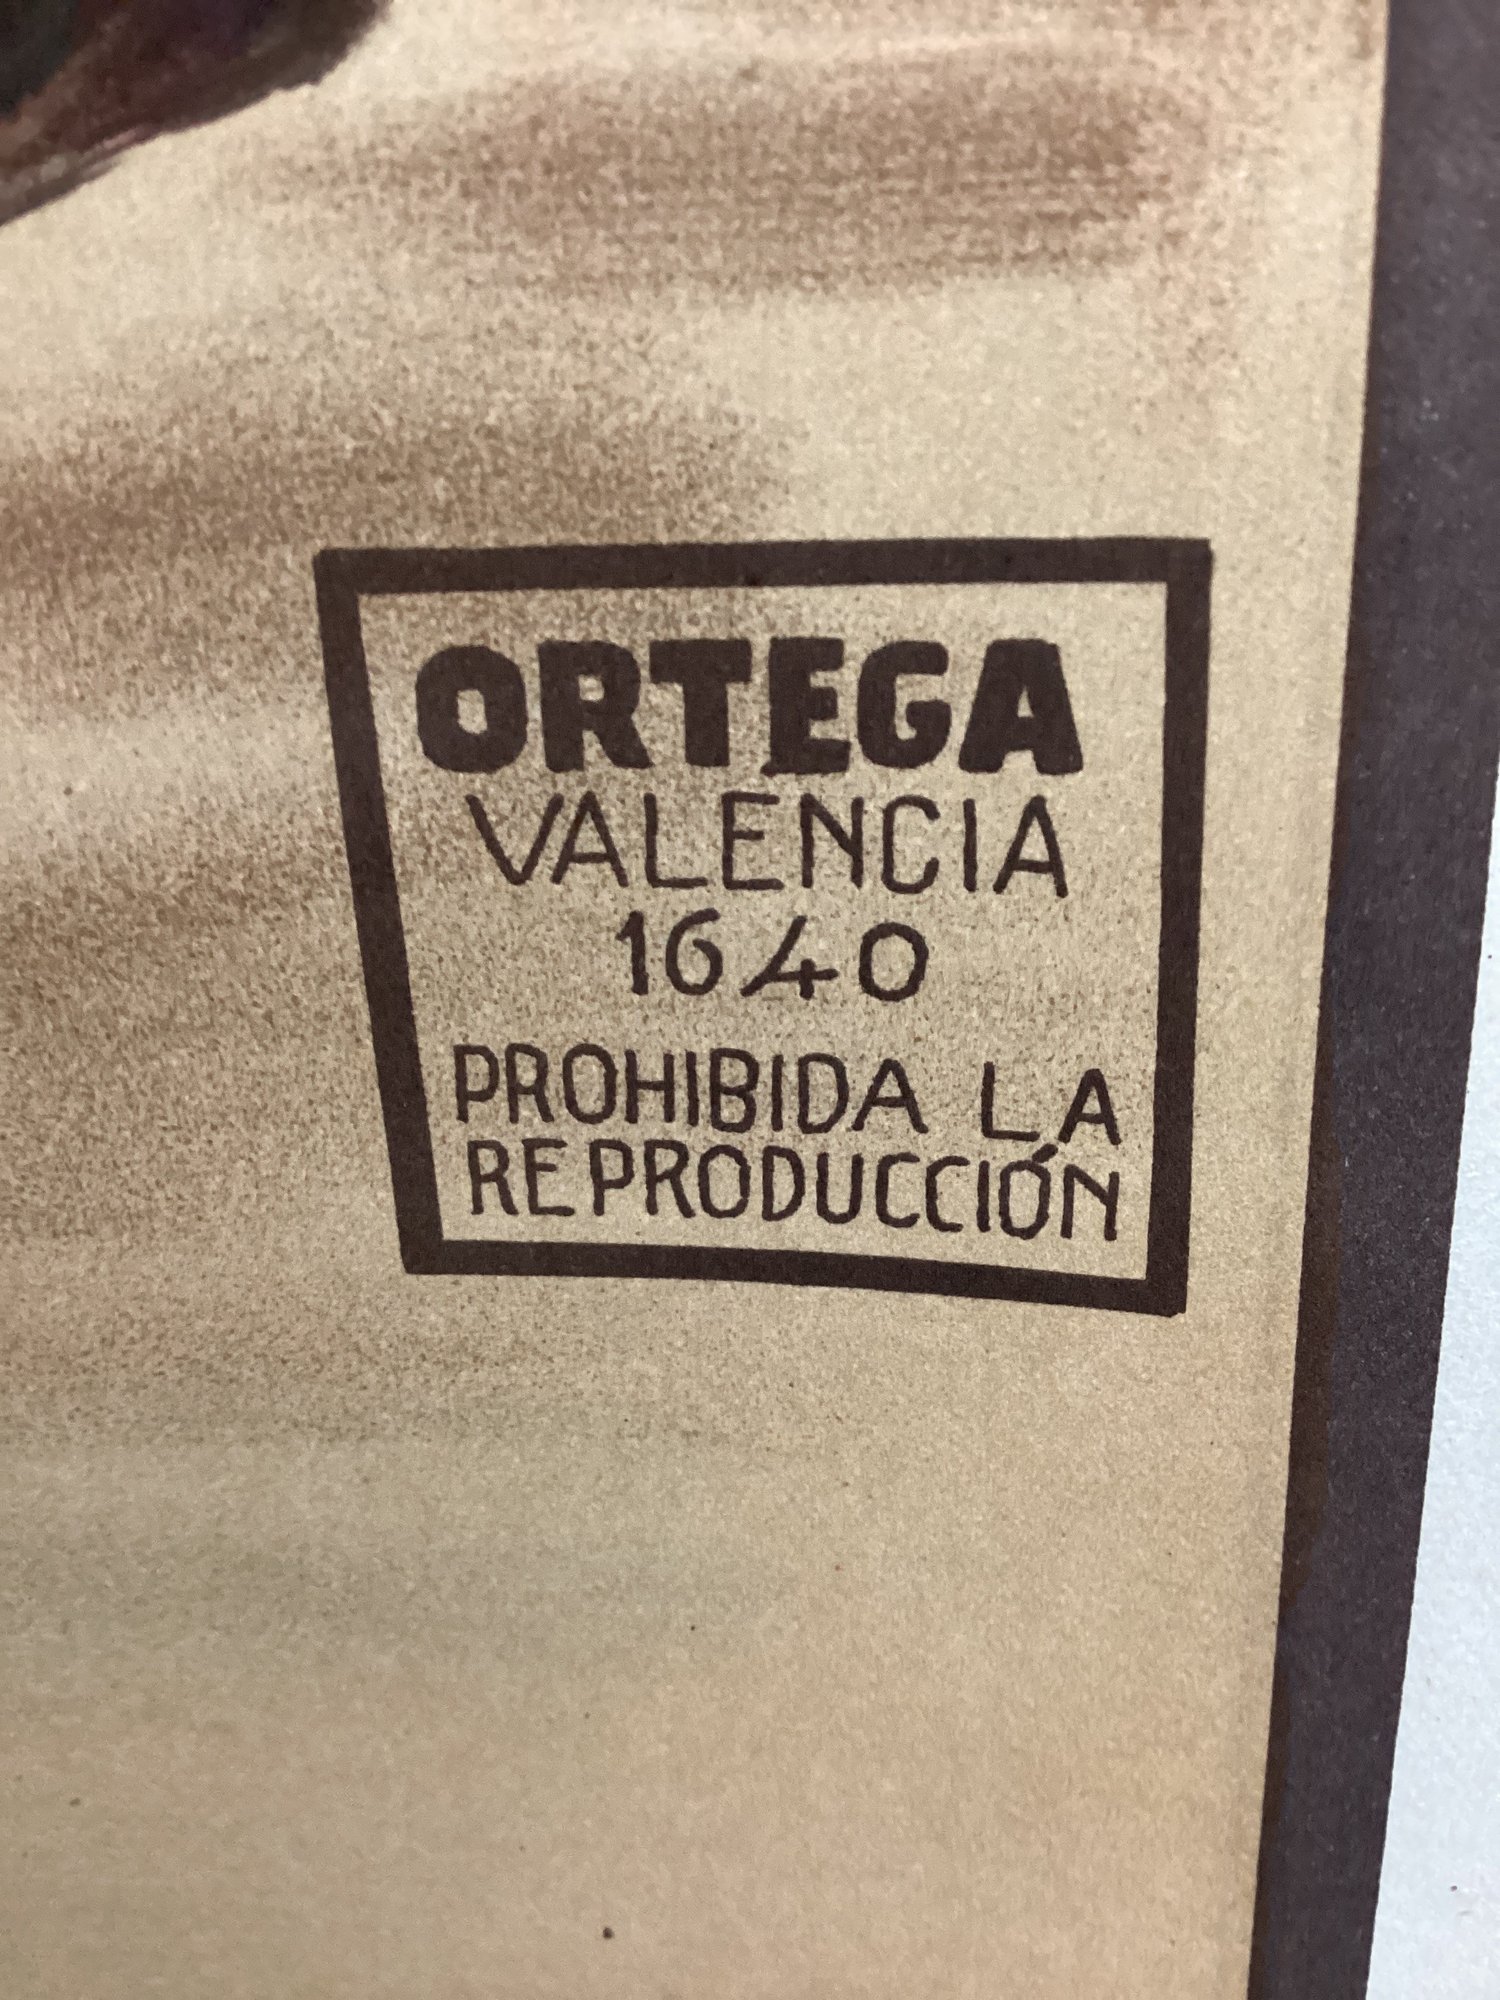 ORTEGA
VALENCIA
1640
PROHIBIDA LA
REPRODUCCIÓN